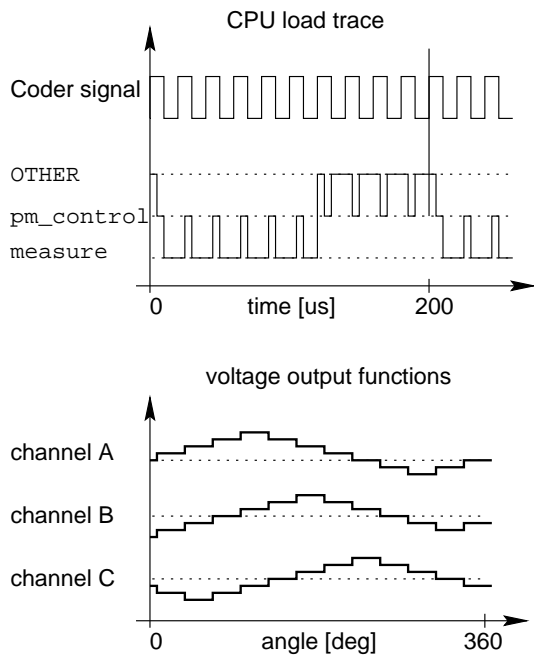 CPU load trace
Coder signal
OTHER
pm_control
measure
0 time [us] 200
voltage output functions
channel A
channel B
channel C
0 angle [deg] 360